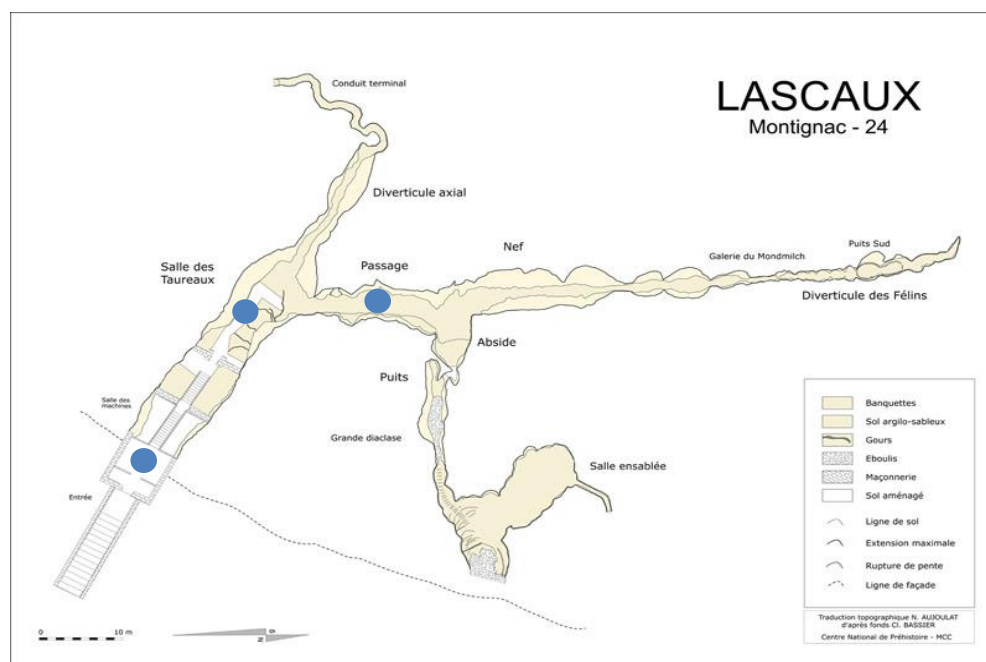 LASCAUX
Montignac - 24
Conduit terminal
Diverticule axial
Nef
Puits Sud
Galerie du Mondmilch
Salle des
Taureaux
Passage
Diverticule des Félins
Abside
Puits
Salle des
machines
Grande diaclase
Salle ensablée
Entrée
Banquettes
Sol argilo-sableux
Gours
Eboulis
Maçonnerie
Sol aménagé
Ligne de sol
Extension maximale
Rupture de pente
Ligne de façade
Traduction topographique N. AUJOULAT
d'après fonds Cl. BASSIER
Centre National de Préhistoire - MCC
0 10 m